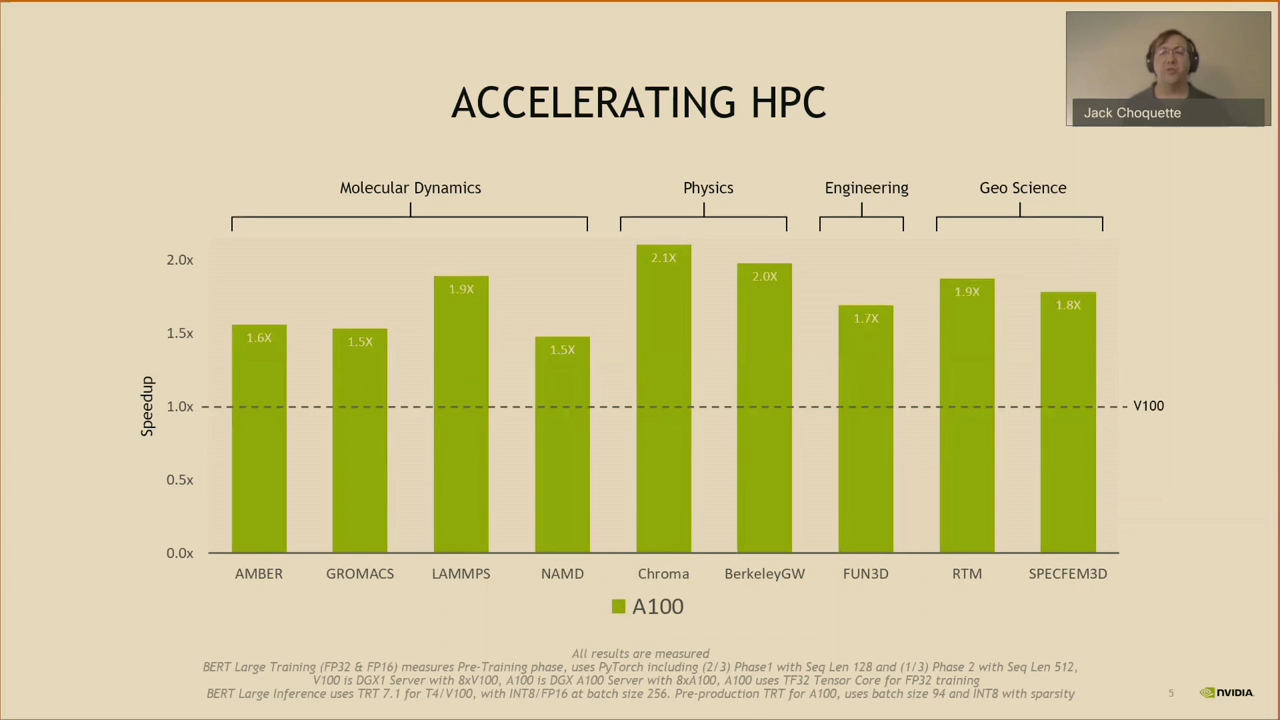 Jack Choquette
ACCELERATING HPC
Molecular Dynamics
Physics
Engineering
Geo Science
2.0x
1.5x
1.0x
0.5x
0.0x
Speedup
1.6X
1.5X
1.9X
1.5X
2.1X
2.0X
1.7X
1.9X
1.8X
V100
AMBER
GROMACS
LAMMPS
NAMD
Chroma
BerkeleyGW
FUN3D
RTM
SPECFEM3D
A100
All results are measured
BERT Large Training (FP32 & FP16) measures Pre-Training phase, uses PyTorch including (2/3) Phase1 with Seq Len 128 and (1/3) Phase 2 with Seq Len 512,
V100 is DGX1 Server with 8xV100, A100 is DGX A100 Server with 8xA100, A100 uses TF32 Tensor Core for FP32 training
BERT Large Inference uses TRT 7.1 for T4/V100, with INT8/FP16 at batch size 256. Pre-production TRT for A100, uses batch size 94 and INT8 with sparsity
5
NVIDIA.